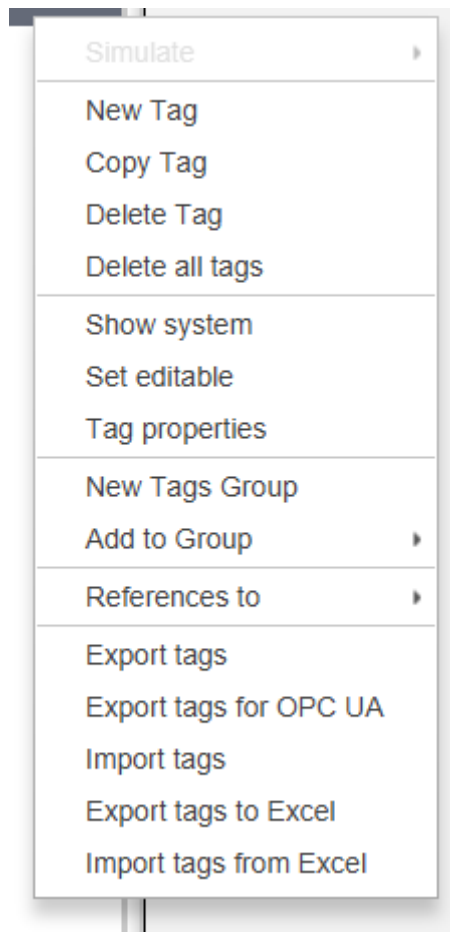 Simulate
New Tag
Copy Tag
Delete Tag
Delete all tags
Show system
Set editable
Tag properties
New Tags Group
Add to Group
References to
Export tags
Export tags for OPC UA
Import tags
Export tags to Excel
Import tags from Excel